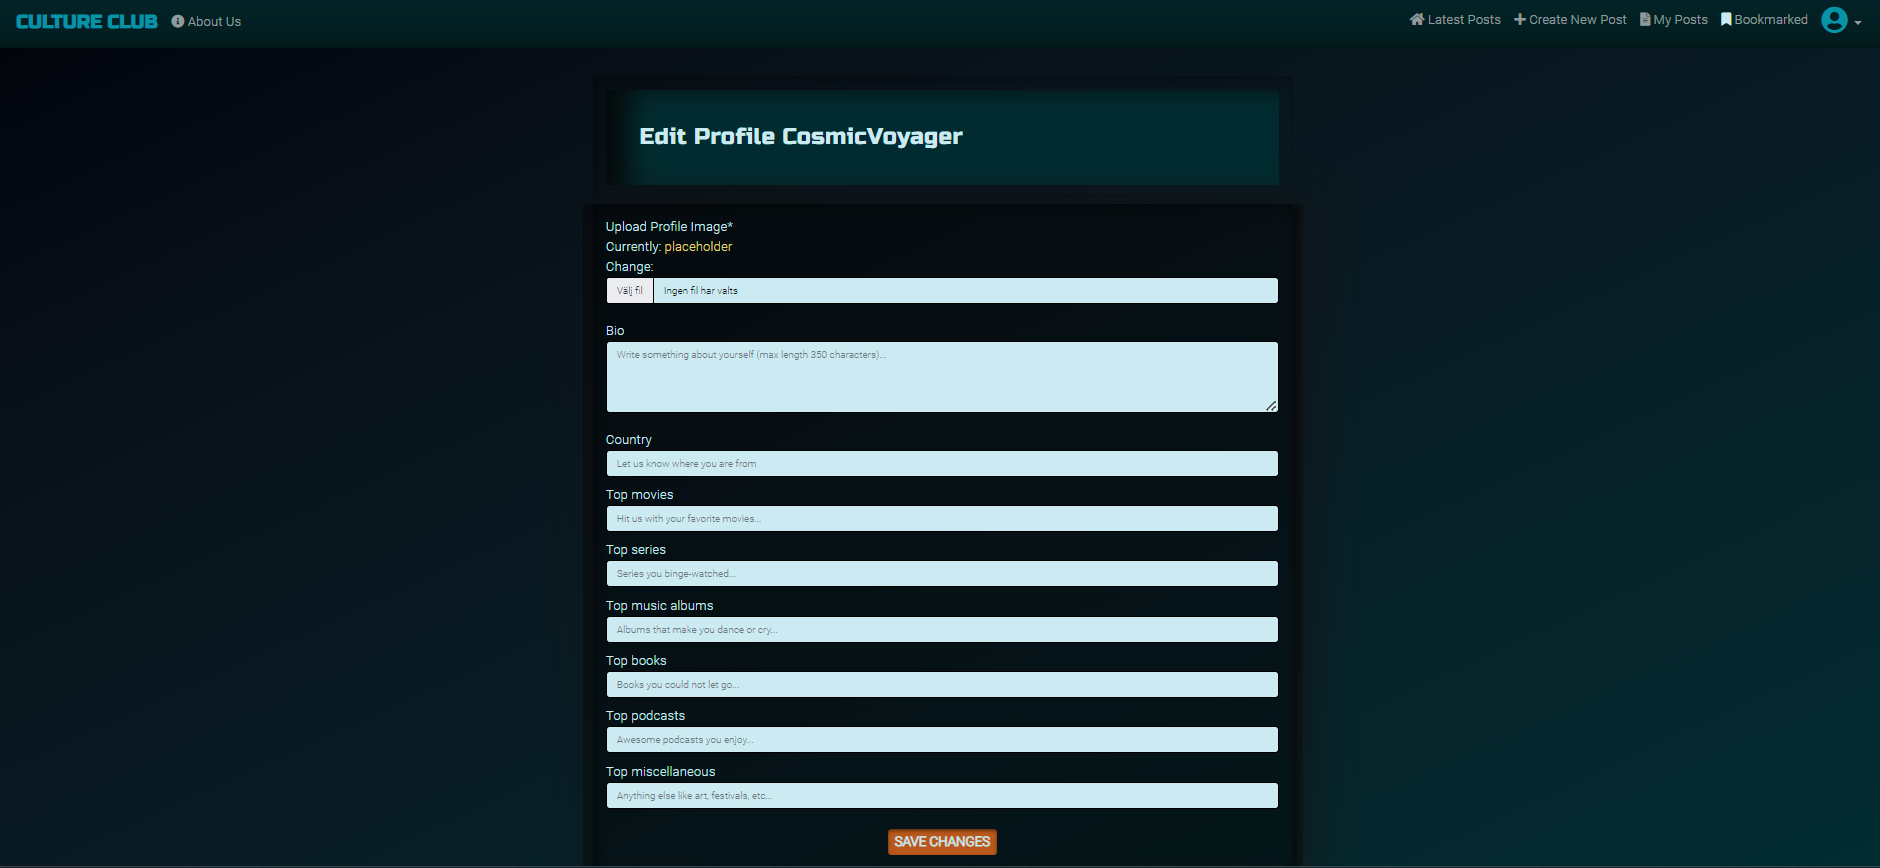 CULTURE CLUB About Us Latest Posts Create New Post My Posts Bookmarked
Edit Profile CosmicVoyager
Upload Profile Image*
Currently: placeholder
Change:
Välj fil Ingen fil har valts
Bio
Write something about yourself (max length 350 characters)...
Country
Let us know where you are from
Top movies
Hit us with your favorite movies...
Top series
Series you binge-watched...
Top music albums
Albums that make you dance or cry...
Top books
Books you could not let go...
Top podcasts
Awesome podcasts you enjoy...
Top miscellaneous
Anything else like art, festivals, etc...
SAVE CHANGES